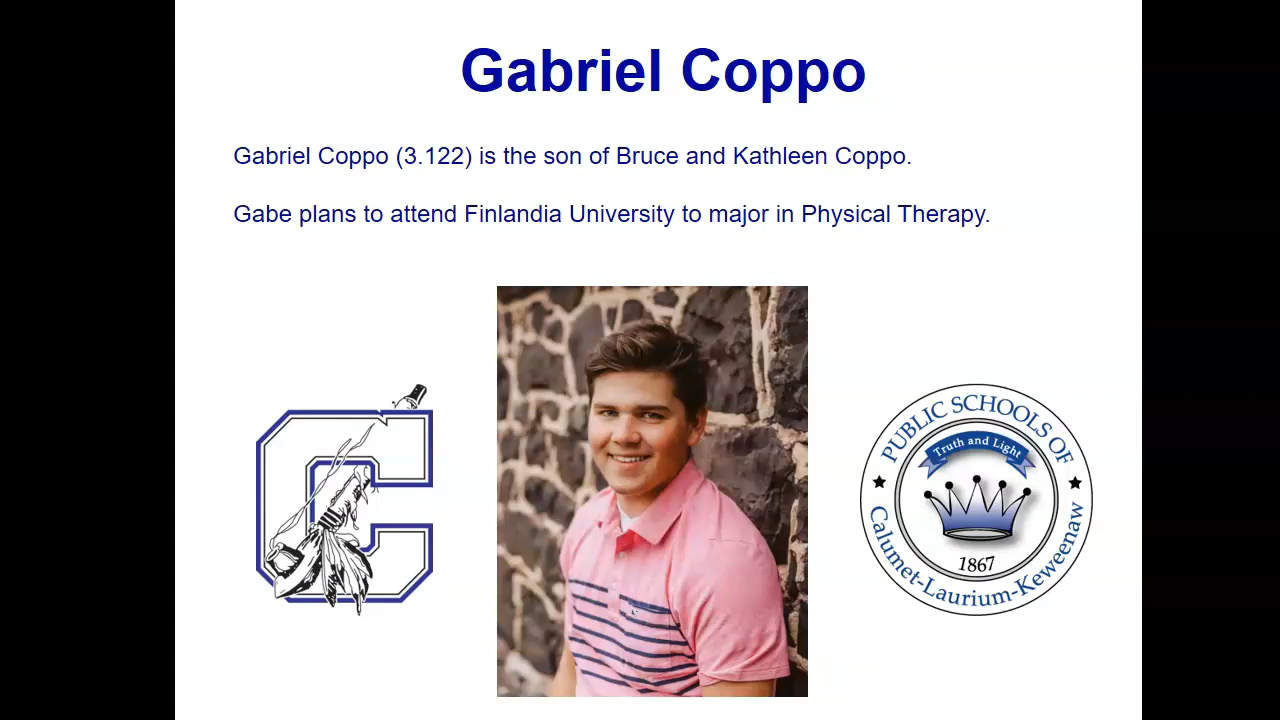 Gabriel Coppo
Gabriel Coppo (3.122) is the son of Bruce and Kathleen Coppo.
Gabe plans to attend Finlandia University to major in Physical Therapy.
C
PUBLIC SCHOOLS OF
Truth and Light
1867
Calumet-Laurium-Keweenaw